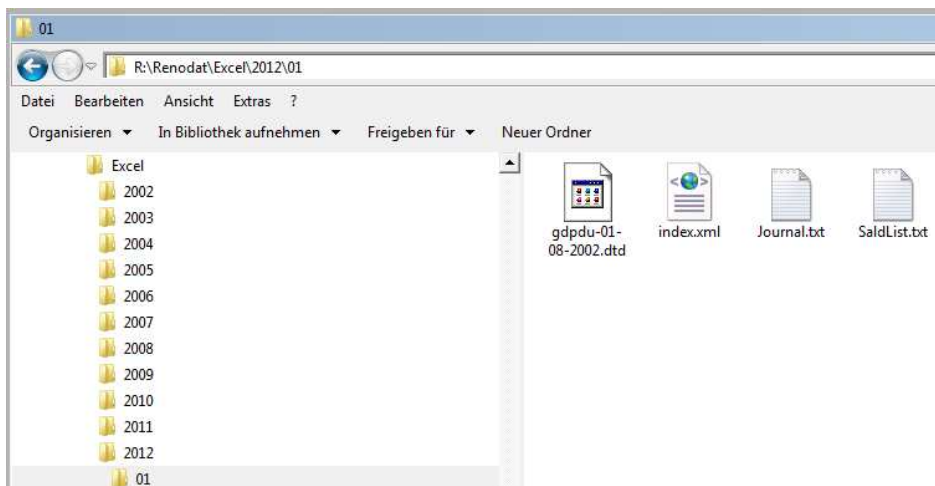 01
R:\Renodat\Excel\2012\01
Datei Bearbeiten Ansicht Extras ?
Organisieren In Bibliothek aufnehmen Freigeben für Neuer Ordner
Excel
2002
2003
2004
2005
2006
2007
2008
2009
2010
2011
2012
01
gdpdu-01-
08-2002.dtd
index.xml
Journal.txt
SaldList.txt